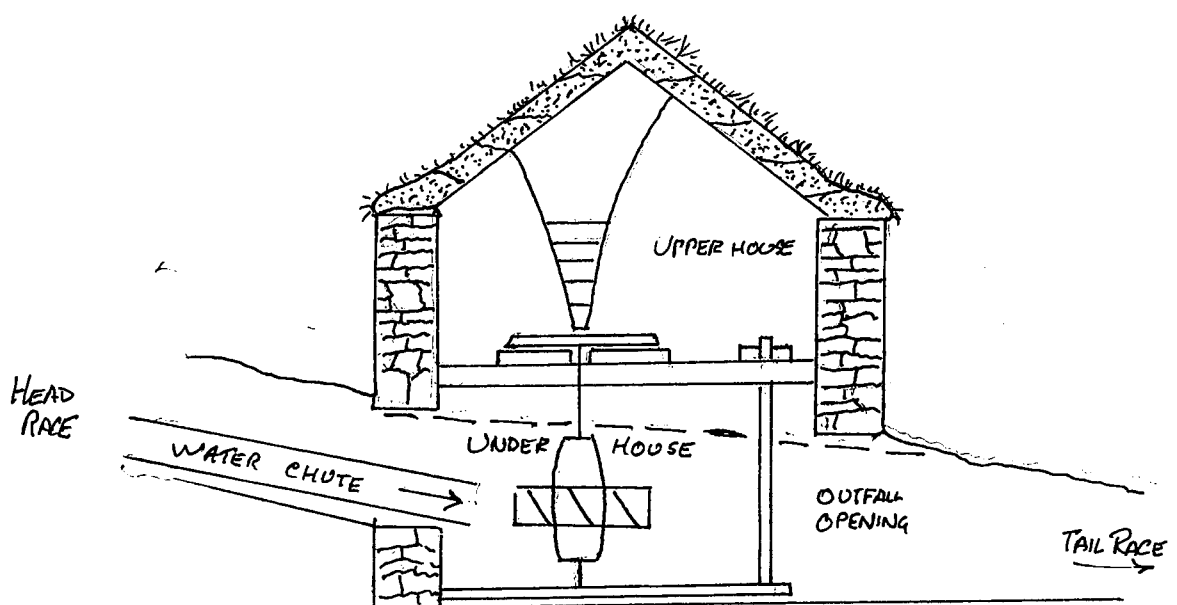 UPPER HOUSE
HEAD
RACE
UNDER HOUSE
WATER CHUTE
OUTFALL
OPENING
TAIL RACE